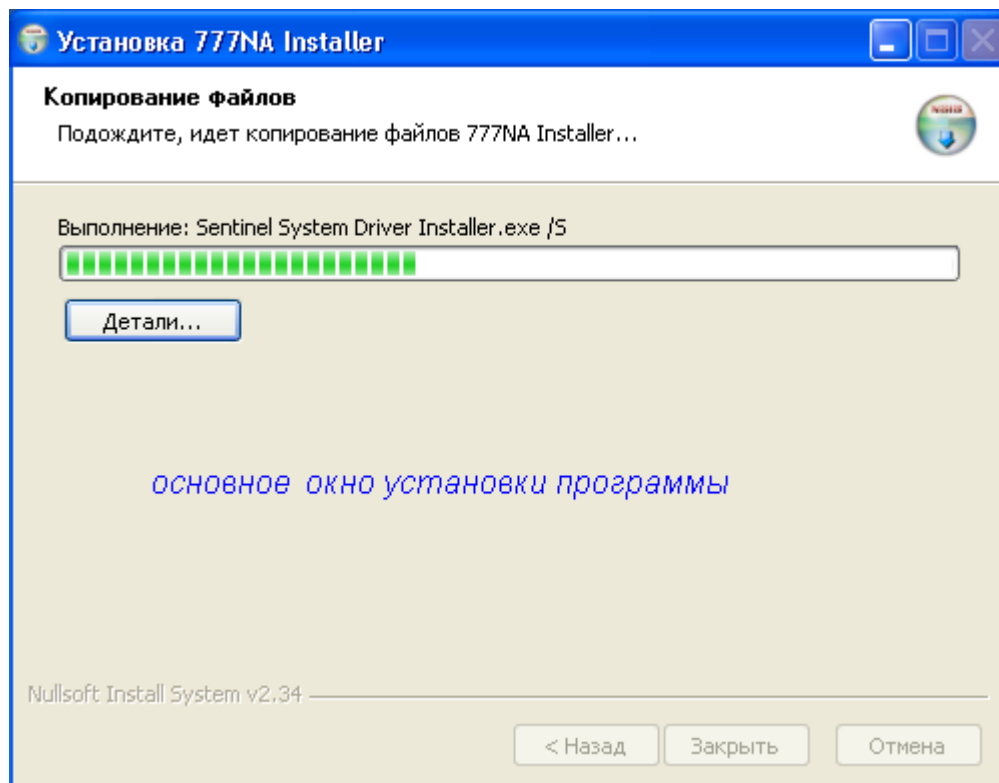 Установка 777NA Installer
Копирование файлов
Подождите, идет копирование файлов 777NA Installer...
Выполнение: Sentinel System Driver Installer.exe /S
Детали...
основное окно установки программы
Nullsoft Install System v2.34
< Назад
Закрыть
Отмена